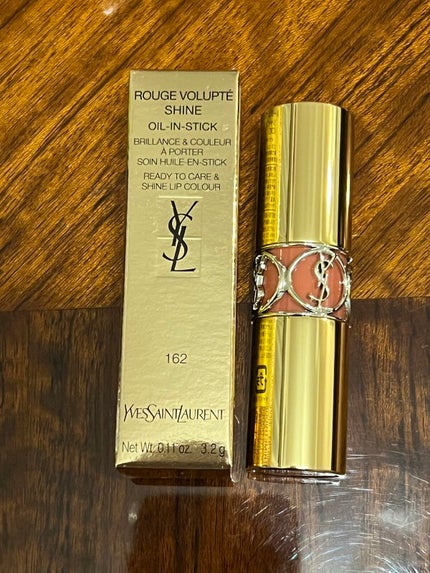 ROUGE VOLUPTÉ
SHINE
OIL-IN-STICK
BRILLANCE & COULEUR
À PORTER
SOIN HUILE-EN-STICK
READY TO CARE &
SHINE LIP COLOUR
YSL
162
YVESSAINTLAURENT
Net Wt. 0.11 oz. 3.2 g
YSL